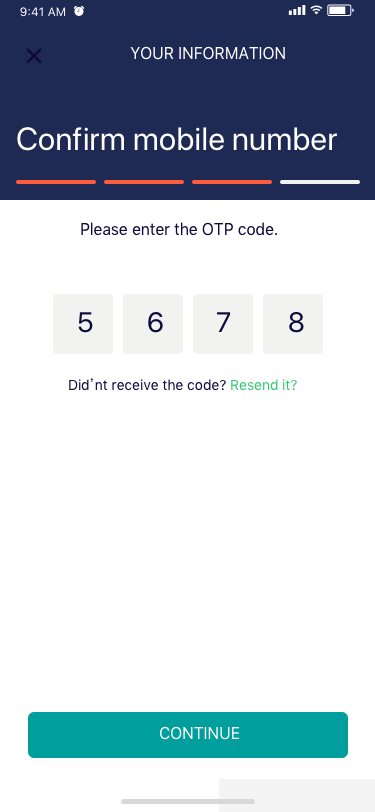 9:41 AM
YOUR INFORMATION
Confirm mobile number
Please enter the OTP code.
5 6 7 8
Did’nt receive the code? Resend it?
CONTINUE